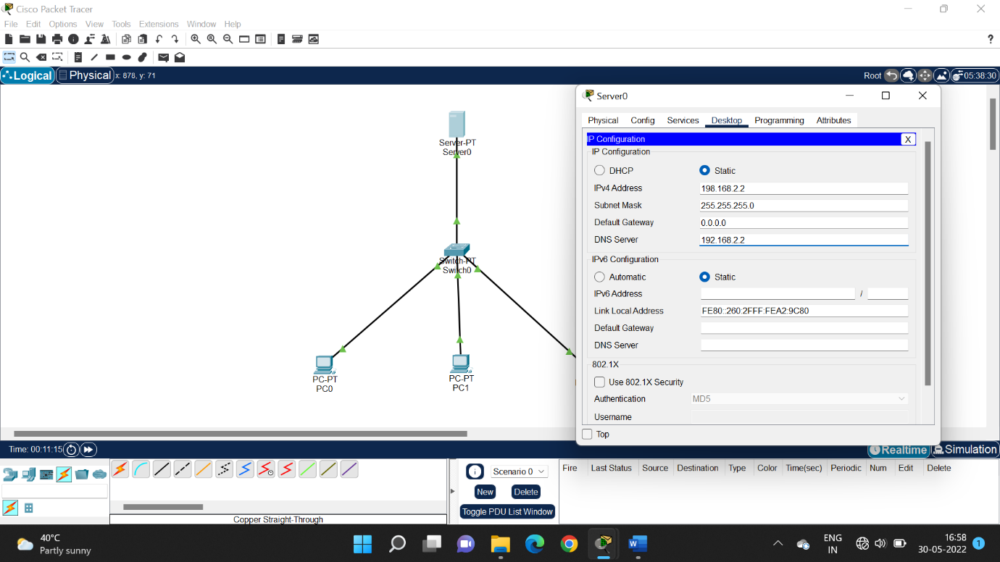 Cisco Packet Tracer
File Edit Options View Tools Extensions Window Help
?
Logical Physical x: 878, y: 71 Root 05:38:30
Server-PT
Server0
Switch-PT
Switch0
PC-PT
PC0
PC-PT
PC1
Server0
Physical Config Services Desktop Programming Attributes
IP Configuration X
IP Configuration
DHCP Static
IPv4 Address 198.168.2.2
Subnet Mask 255.255.255.0
Default Gateway 0.0.0.0
DNS Server 192.168.2.2
IPv6 Configuration
Automatic Static
IPv6 Address /
Link Local Address FE80::260:2FFF:FEA2:9C80
Default Gateway
DNS Server
802.1X
Use 802.1X Security
Authentication MD5
Username
Top
Time: 00:11:15 Realtime Simulation
Scenario 0
New Delete
Toggle PDU List Window
Fire Last Status Source Destination Type Color Time(sec) Periodic Num Edit Delete
Copper Straight-Through
40°C
Partly sunny
ENG
IN
16:58
30-05-2022
1